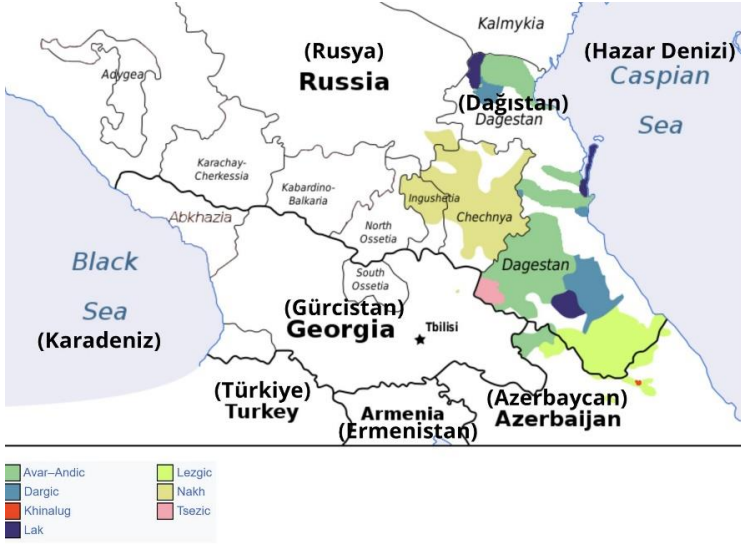 Kalmykia
(Rusya)
Russia
(Hazar Denizi)
Caspian
Sea
Adygea
(Dağıstan)
Dagestan
Karachay-
Cherkessia
Kabardino-
Balkaria
Ingushetia
Chechnya
Abkhazia
North
Ossetia
Black
Sea
(Karadeniz)
South
Ossetia
Dagestan
(Gürcistan)
Georgia
Tbilisi
(Türkiye)
Turkey
Armenia
(Ermenistan)
(Azerbaycan)
Azerbaijan
Avar–Andic
Dargic
Khinalug
Lak
Lezgic
Nakh
Tsezic